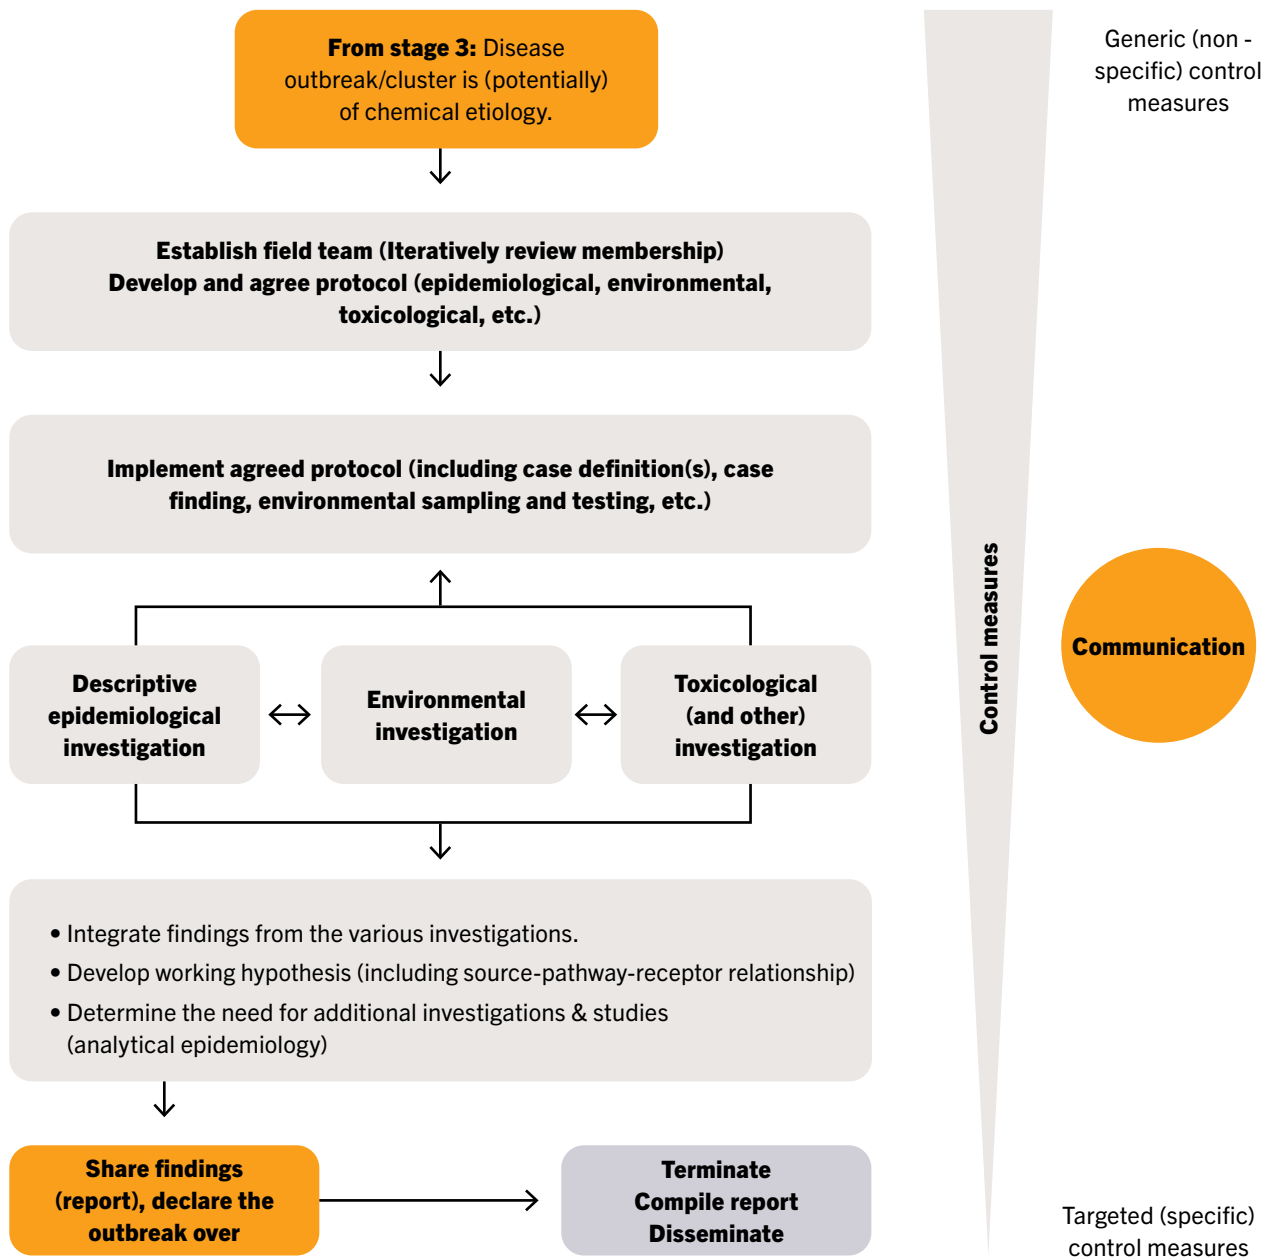 From stage 3: Disease
outbreak/cluster is (potentially)
of chemical etiology.
Establish field team (Iteratively review membership)
Develop and agree protocol (epidemiological, environmental,
toxicological, etc.)
Implement agreed protocol (including case definition(s), case
finding, environmental sampling and testing, etc.)
Descriptive
epidemiological
investigation
Environmental
investigation
Toxicological
(and other)
investigation
• Integrate findings from the various investigations.
• Develop working hypothesis (including source-pathway-receptor relationship)
• Determine the need for additional investigations & studies
(analytical epidemiology)
Share findings
(report), declare the
outbreak over
Terminate
Compile report
Disseminate
Control measures
Generic (non -
specific) control
measures
Communication
Targeted (specific)
control measures